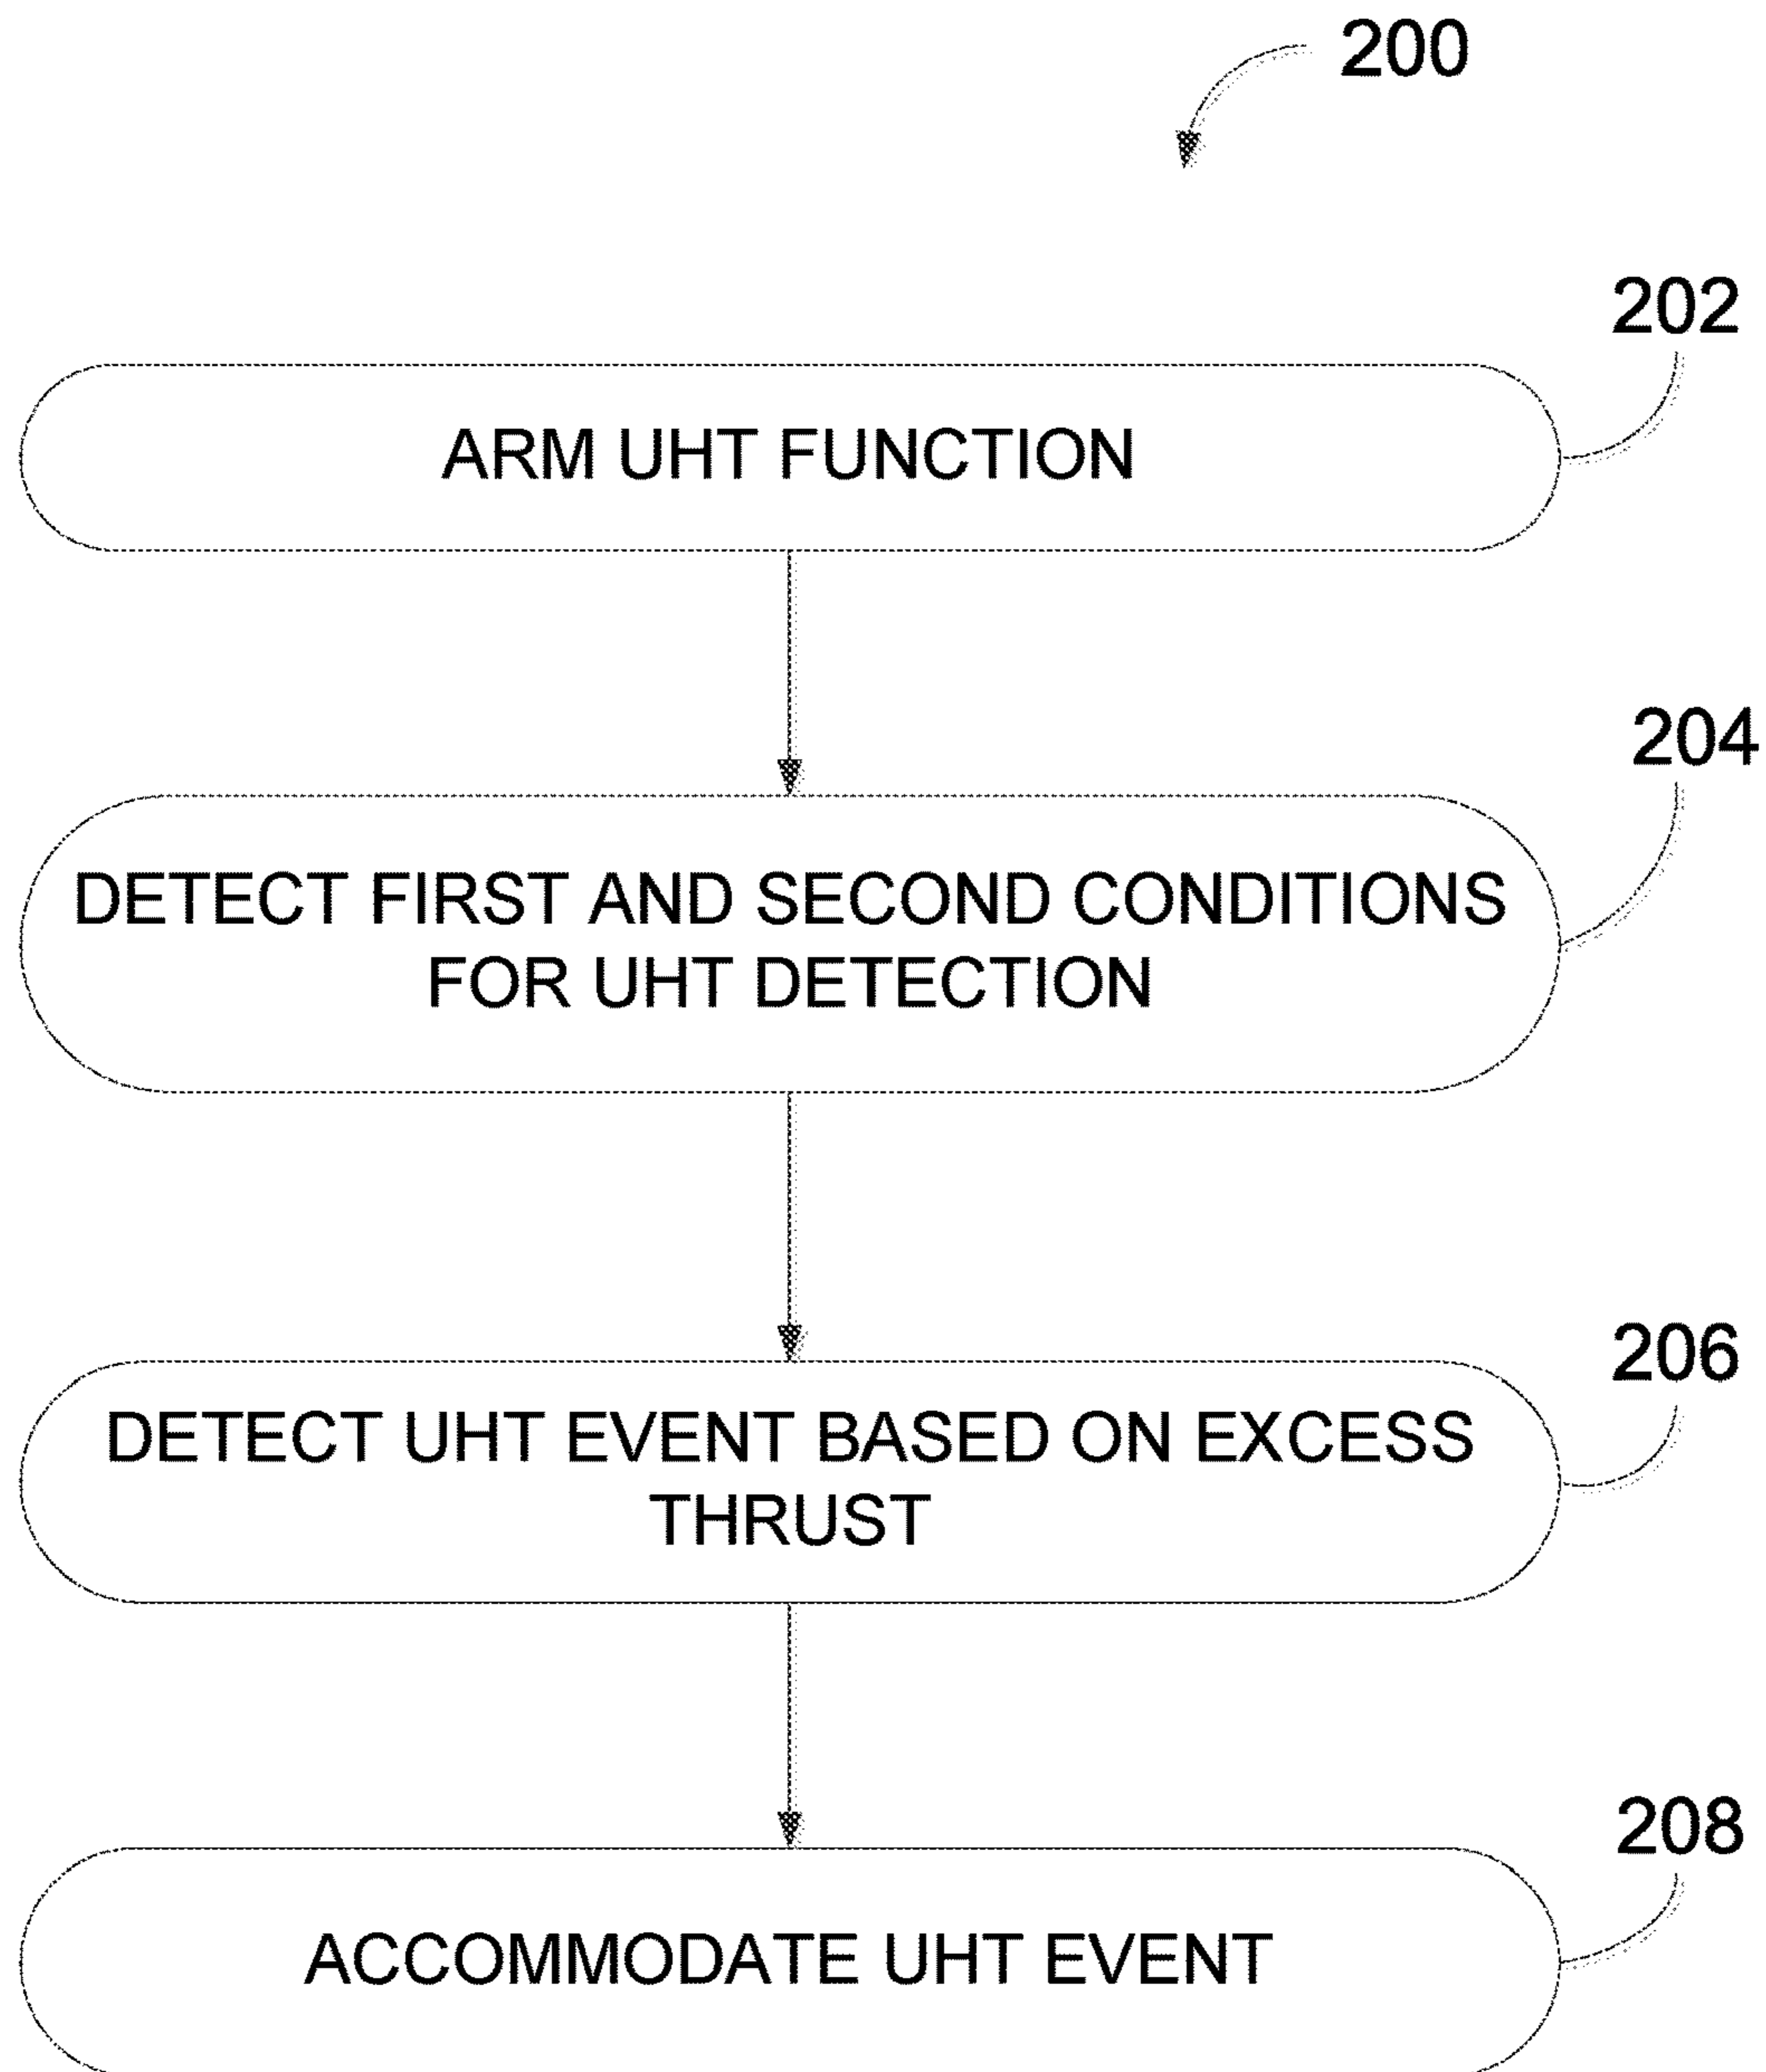 200
202
ARM UHT FUNCTION
204
DETECT FIRST AND SECOND CONDITIONS
FOR UHT DETECTION
206
DETECT UHT EVENT BASED ON EXCESS
THRUST
208
ACCOMMODATE UHT EVENT